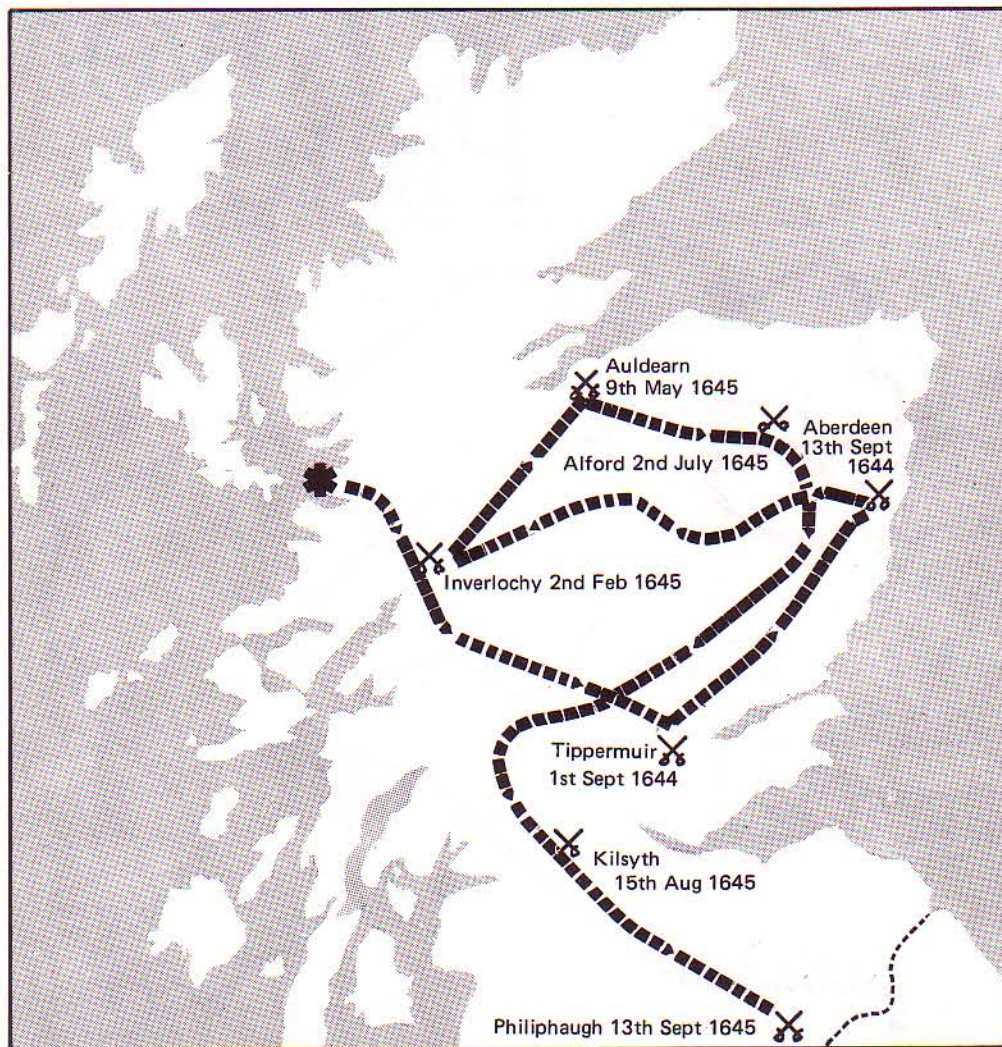 Auldearn
9th May 1645
Aberdeen
13th Sept
1644
Alford 2nd July 1645
Inverlochy 2nd Feb 1645
Tippermuir
1st Sept 1644
Kilsyth
15th Aug 1645
Philiphaugh 13th Sept 1645